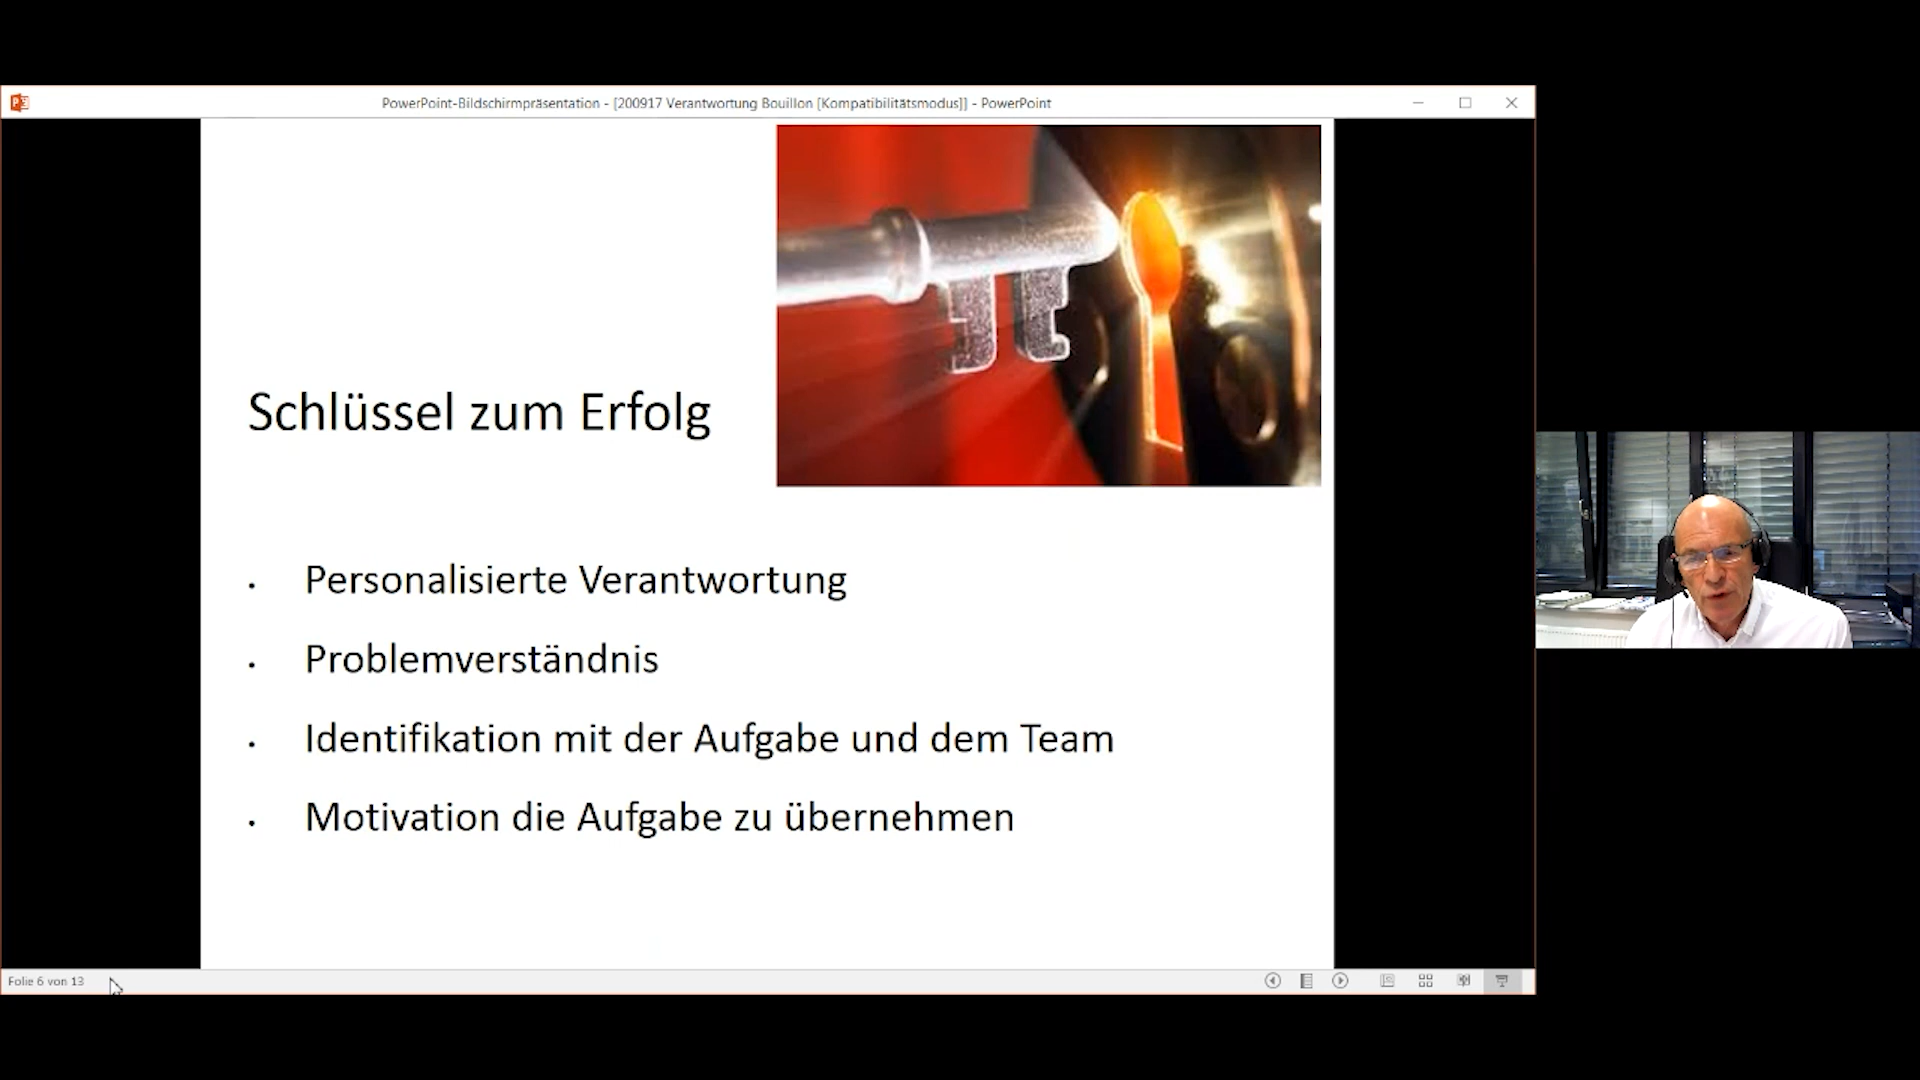 PowerPoint-Bildschirmpräsentation - [200917 Verantwortung Bouillon [Kompatibilitätsmodus]] - PowerPoint
Schlüssel zum Erfolg
• Personalisierte Verantwortung
• Problemverständnis
• Identifikation mit der Aufgabe und dem Team
• Motivation die Aufgabe zu übernehmen
Folie 6 von 13